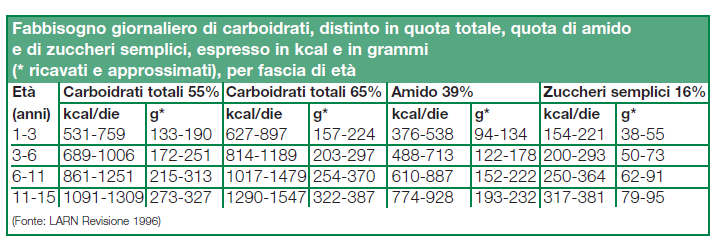 Fabbisogno giornaliero di carboidrati, distinto in quota totale, quota di amido
e di zuccheri semplici, espresso in kcal e in grammi
(* ricavati e approssimati), per fascia di età
Età Carboidrati totali 55% Carboidrati totali 65% Amido 39% Zuccheri semplici 16%
(anni) kcal/die g* kcal/die g* kcal/die g* kcal/die g*
1-3 531-759 133-190 627-897 157-224 376-538 94-134 154-221 38-55
3-6 689-1006 172-251 814-1189 203-297 488-713 122-178 200-293 50-73
6-11 861-1251 215-313 1017-1479 254-370 610-887 152-222 250-364 62-91
11-15 1091-1309 273-327 1290-1547 322-387 774-928 193-232 317-381 79-95
(Fonte: LARN Revisione 1996)